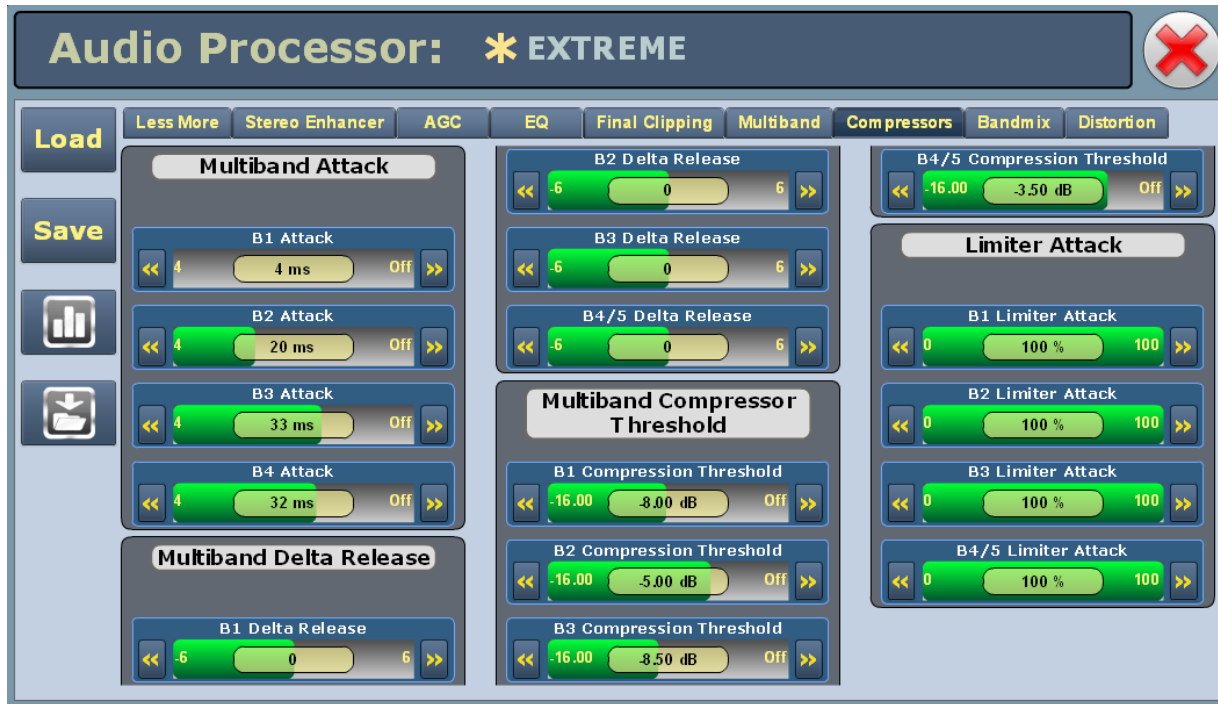 Audio Processor: * EXTREME
Load
Save
Less More Stereo Enhancer AGC EQ Final Clipping Multiband Compressors Bandmix Distortion
Multiband Attack
B1 Attack
« 4 4 ms Off »
B2 Attack
« 4 20 ms Off »
B3 Attack
« 4 33 ms Off »
B4 Attack
« 4 32 ms Off »
Multiband Delta Release
B1 Delta Release
« -6 0 6 »
B2 Delta Release
« -6 0 6 »
B3 Delta Release
« -6 0 6 »
B4/5 Delta Release
« -6 0 6 »
Multiband Compressor
Threshold
B1 Compression Threshold
« -16.00 -8.00 dB Off »
B2 Compression Threshold
« -16.00 -5.00 dB Off »
B3 Compression Threshold
« -16.00 -8.50 dB Off »
B4/5 Compression Threshold
« -16.00 -3.50 dB Off »
Limiter Attack
B1 Limiter Attack
« 0 100 % 100 »
B2 Limiter Attack
« 0 100 % 100 »
B3 Limiter Attack
« 0 100 % 100 »
B4/5 Limiter Attack
« 0 100 % 100 »